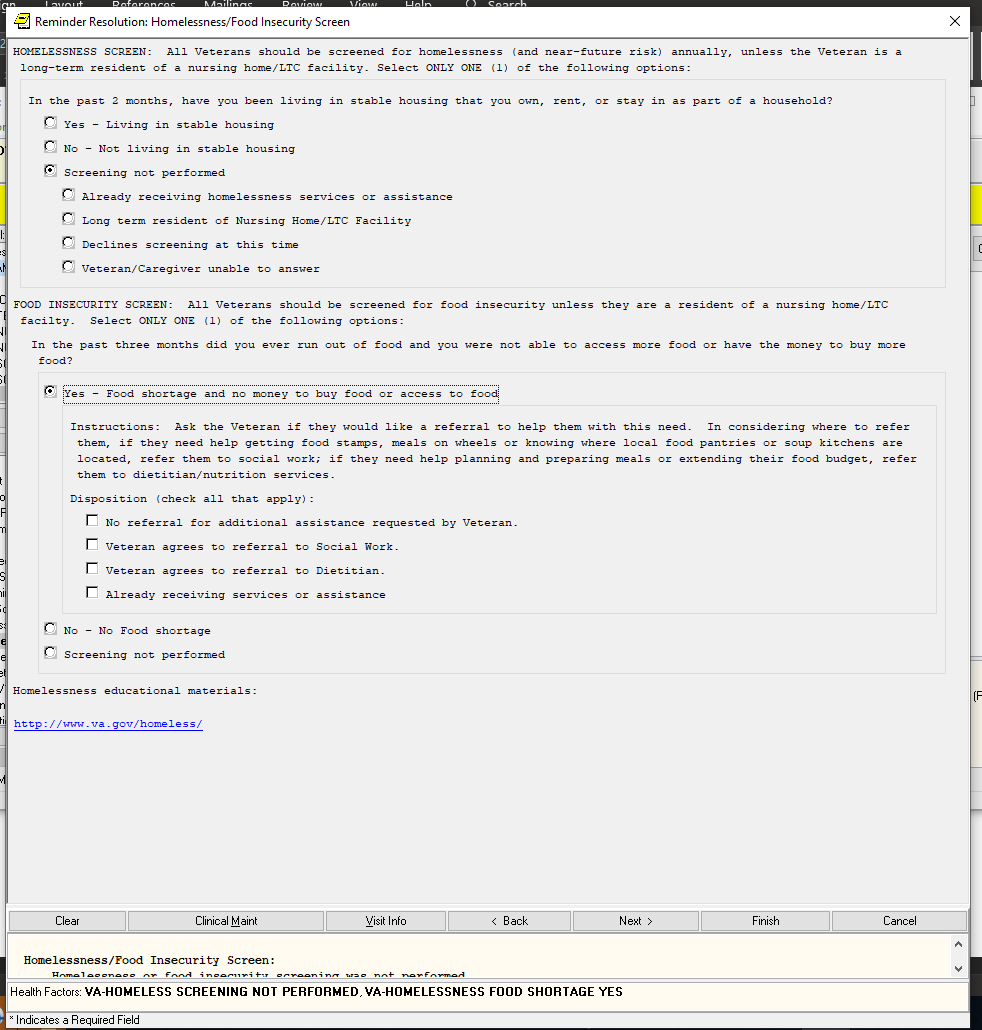 Layout References Mailings Review View Help Search
Reminder Resolution: Homelessness/Food Insecurity Screen
HOMELESSNESS SCREEN:  All Veterans should be screened for homelessness (and near-future risk) annually, unless the Veteran is a
long-term resident of a nursing home/LTC facility. Select ONLY ONE (1) of the following options:
In the past 2 months, have you been living in stable housing that you own, rent, or stay in as part of a household?
Yes - Living in stable housing
No - Not living in stable housing
Screening not performed
Already receiving homelessness services or assistance
Long term resident of Nursing Home/LTC Facility
Declines screening at this time
Veteran/Caregiver unable to answer
FOOD INSECURITY SCREEN:  All Veterans should be screened for food insecurity unless they are a resident of a nursing home/LTC
facilty.  Select ONLY ONE (1) of the following options:
In the past three months did you ever run out of food and you were not able to access more food or have the money to buy more
food?
Yes - Food shortage and no money to buy food or access to food
Instructions:  Ask the Veteran if they would like a referral to help them with this need.  In considering where to refer
them, if they need help getting food stamps, meals on wheels or knowing where local food pantries or soup kitchens are
located, refer them to social work; if they need help planning and preparing meals or extending their food budget, refer
them to dietitian/nutrition services.
Disposition (check all that apply):
No referral for additional assistance requested by Veteran.
Veteran agrees to referral to Social Work.
Veteran agrees to referral to Dietitian.
Already receiving services or assistance
No - No Food shortage
Screening not performed
Homelessness educational materials:
http://www.va.gov/homeless/
Clear Clinical Maint Visit Info < Back Next > Finish Cancel
Homelessness/Food Insecurity Screen:
Homelessness or food insecurity screening was not performed
Health Factors: VA-HOMELESS SCREENING NOT PERFORMED, VA-HOMELESSNESS FOOD SHORTAGE YES
* Indicates a Required Field